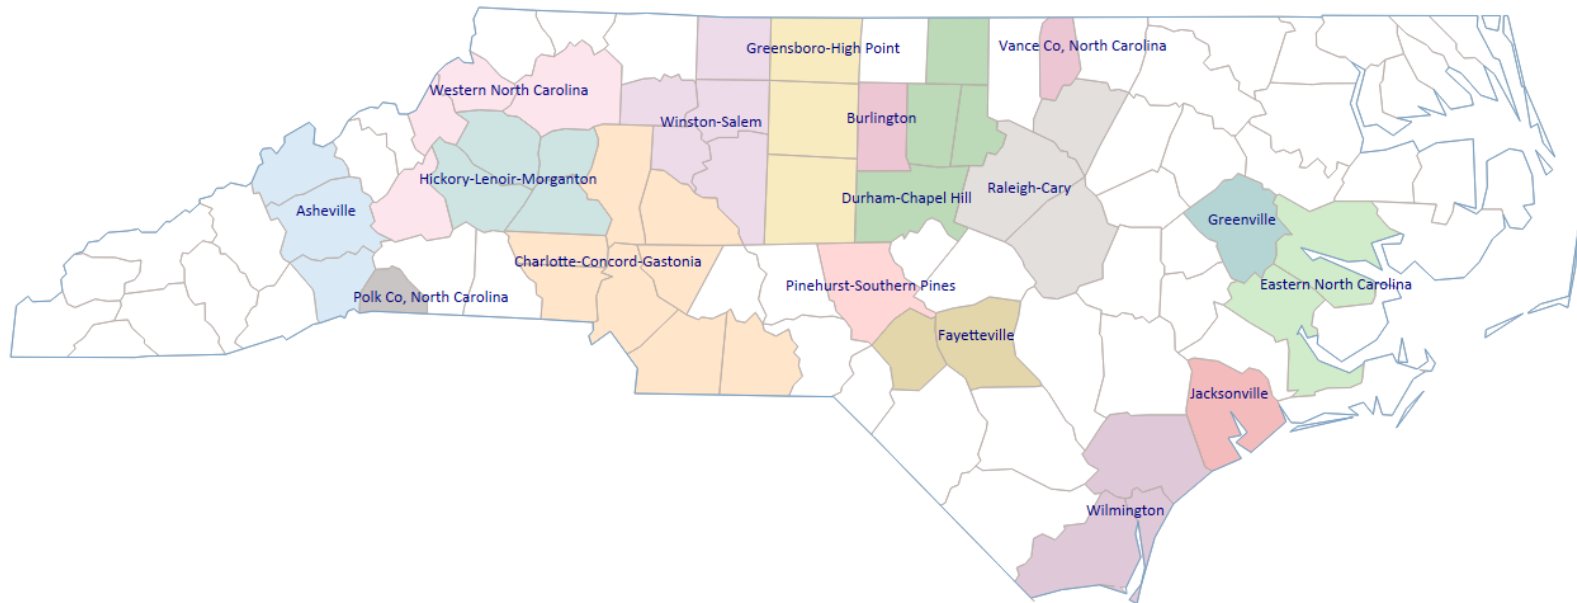 Greensboro-High Point
Vance Co, North Carolina
Western North Carolina
Winston-Salem
Burlington
Hickory-Lenoir-Morganton
Raleigh-Cary
Durham-Chapel Hill
Asheville
Greenville
Charlotte-Concord-Gastonia
Polk Co, North Carolina
Pinehurst-Southern Pines
Eastern North Carolina
Fayetteville
Jacksonville
Wilmington